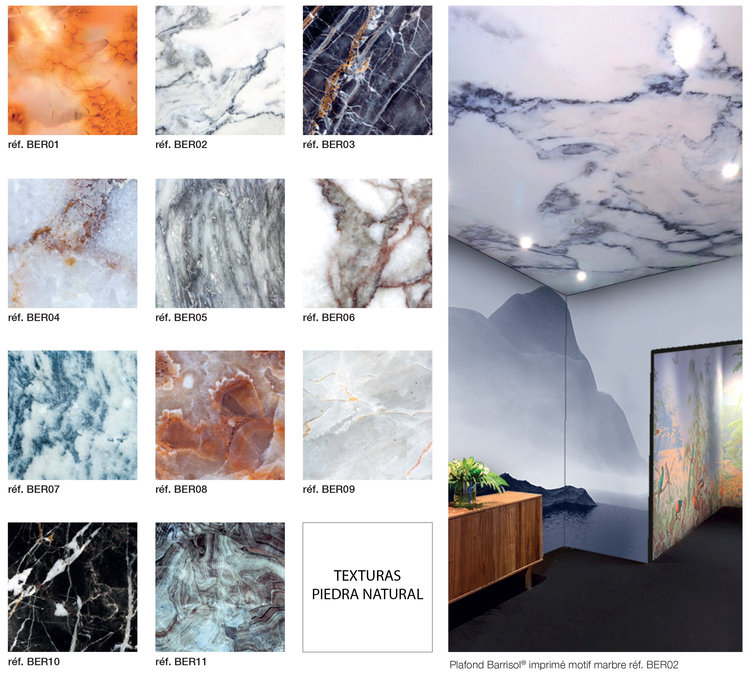 réf. BER01
réf. BER02
réf. BER03
réf. BER04
réf. BER05
réf. BER06
réf. BER07
réf. BER08
réf. BER09
réf. BER10
réf. BER11
TEXTURAS
PIEDRA NATURAL
Plafond Barrisol® imprimé motif marbre réf. BER02